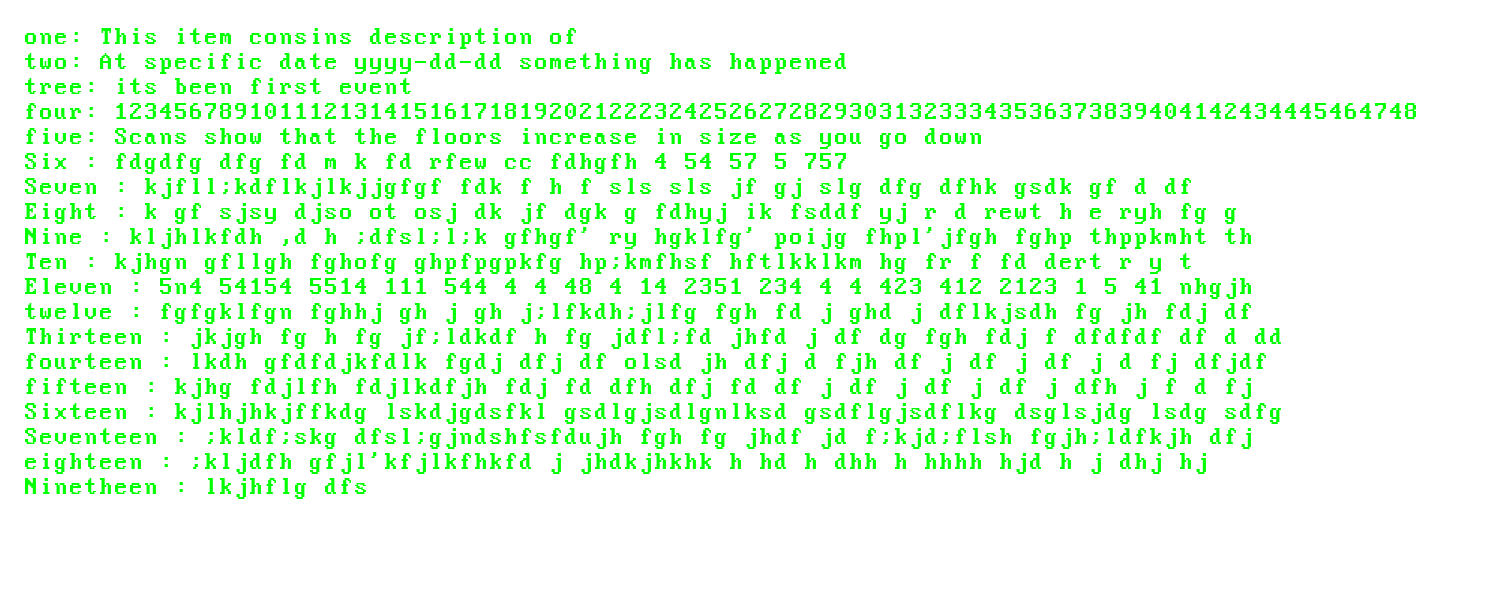 one: This item consins description of
two: At specific date yyyy-dd-dd something has happened
tree: its been first event
four: 123456789101112131415161718192021222324252627282930313233343536373839404142434445464748
five: Scans show that the floors increase in size as you go down
Six : fdgdfg dfg fd m k fd rfew cc fdhgfh 4 54 57 5 757
Seven : kjfll;kdflkjlkjjgfgf fdk f h f sls sls jf gj slg dfg dfhk gsdk gf d df
Eight : k gf sjsy djso ot osj dk jf dgk g fdhyj ik fsddf yj r d rewt h e ryh fg g
Nine : kljhlkfdh ,d h ;dfsl;l;k gfhgf' ry hgklfg' poijg fhpl'jfgh fghp thppkmht th
Ten : kjhgn gfllgh fghofg ghpfpgpkfg hp;kmfhsf hftlkklkm hg fr f fd dert r y t
Eleven : 5n4 54154 5514 111 544 4 4 48 4 14 2351 234 4 4 423 412 2123 1 5 41 nhgjh
twelve : fgfgklfgn fghhj gh j gh j;lfkdh;jlfg fgh fd j ghd j dflkjsdh fg jh fdj df
Thirteen : jkjgh fg h fg jf;ldkdf h fg jdfl;fd jhfd j df dg fgh fdj f dfdfdf df d dd
fourteen : lkdh gfdfdjkfdlk fgdj dfj df olsd jh dfj d fjh df j df j df j d fj dfjdf
fifteen : kjhg fdjlfh fdjlkdfjh fdj fd dfh dfj fd df j df j df j df j dfh j f d fj
Sixteen : kjlhjhkjffkdg lskdjgdsfkl gsdlgjsdlgnlksd gsdflgjsdflkg dsglsjdg lsdg sdfg
Seventeen : ;kldf;skg dfsl;gjndshfsfdujh fgh fg jhdf jd f;kjd;flsh fgjh;ldfkjh dfj
eighteen : ;kljdfh gfjl'kfjlkfhkfd j jhdkjhkhk h hd h dhh h hhhh hjd h j dhj hj
Ninetheen : lkjhflg dfs